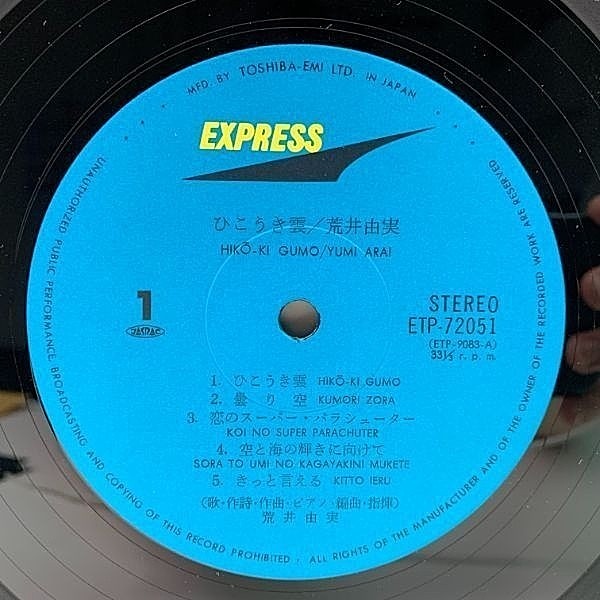 MFD. BY TOSHIBA-EMI LTD. IN JAPAN
EXPRESS
ひこうき雲/荒井由実
HIKŌ-KI GUMO/YUMI ARAI
1
JASRAC
STEREO
ETP-72051
(ETP-9083-A)
33⅓ r.p.m.
1. ひこうき雲 HIKŌ-KI GUMO
2. 曇り空 KUMORI ZORA
3. 恋のスーパー・パラシューター
KOI NO SUPER PARACHUTER
4. 空と海の輝きに向けて
SORA TO UMI NO KAGAYAKINI MUKETE
5. きっと言える KITTO IERU
(歌・作詩・作曲・ピアノ・編曲・指揮)
荒井由実
UNAUTHORIZED PUBLIC PERFORMANCE, BROADCASTING AND COPYING OF THIS RECORD PROHIBITED • ALL RIGHTS OF THE MANUFACTURER AND OF THE OWNER OF THE RECORDED WORK ARE RESERVED